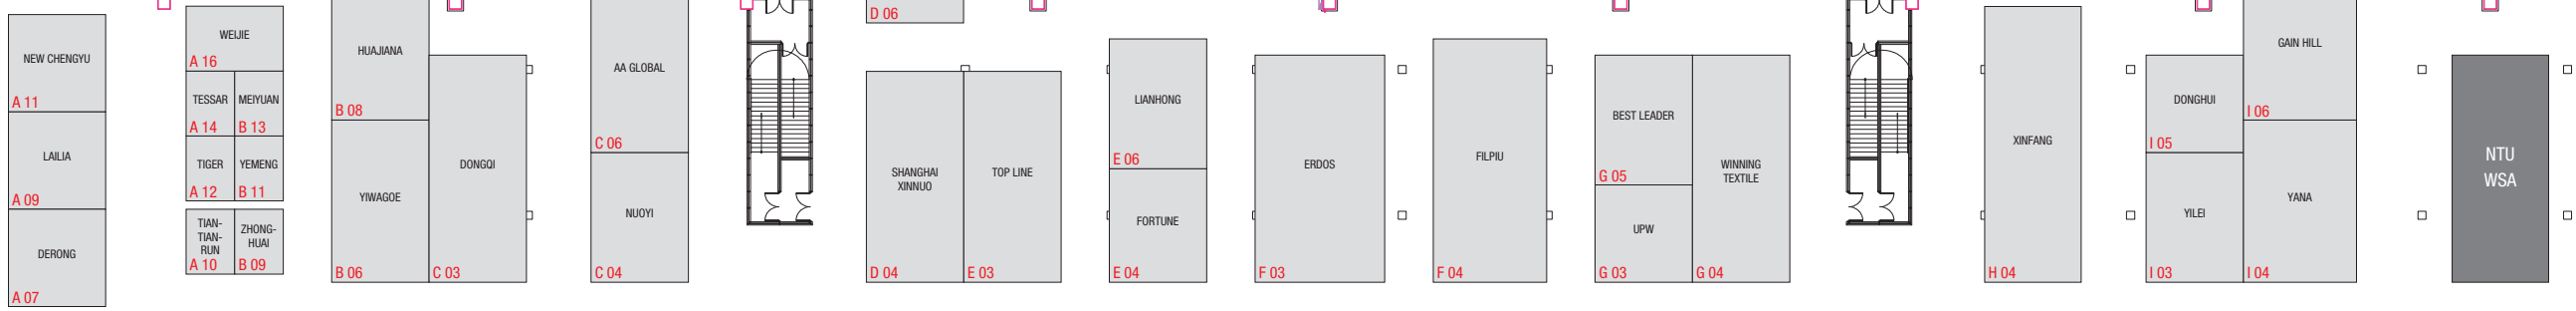 NEW CHENGYU
A 11
LAILIA
A 09
DERONG
A 07
WEIJIE
A 16
TESSAR
A 14
MEIYUAN
B 13
TIGER
A 12
YEMENG
B 11
TIAN-
TIAN-
RUN
A 10
ZHONG-
HUAI
B 09
HUAJIANA
B 08
YIWAGOE
B 06
DONGQI
C 03
AA GLOBAL
C 06
NUOYI
C 04
D 06
SHANGHAI
XINNUO
D 04
TOP LINE
E 03
LIANHONG
E 06
FORTUNE
E 04
ERDOS
F 03
FILPIU
F 04
BEST LEADER
G 05
UPW
G 03
WINNING
TEXTILE
G 04
XINFANG
H 04
DONGHUI
I 05
YILEI
I 03
GAIN HILL
I 06
YANA
I 04
NTU
WSA